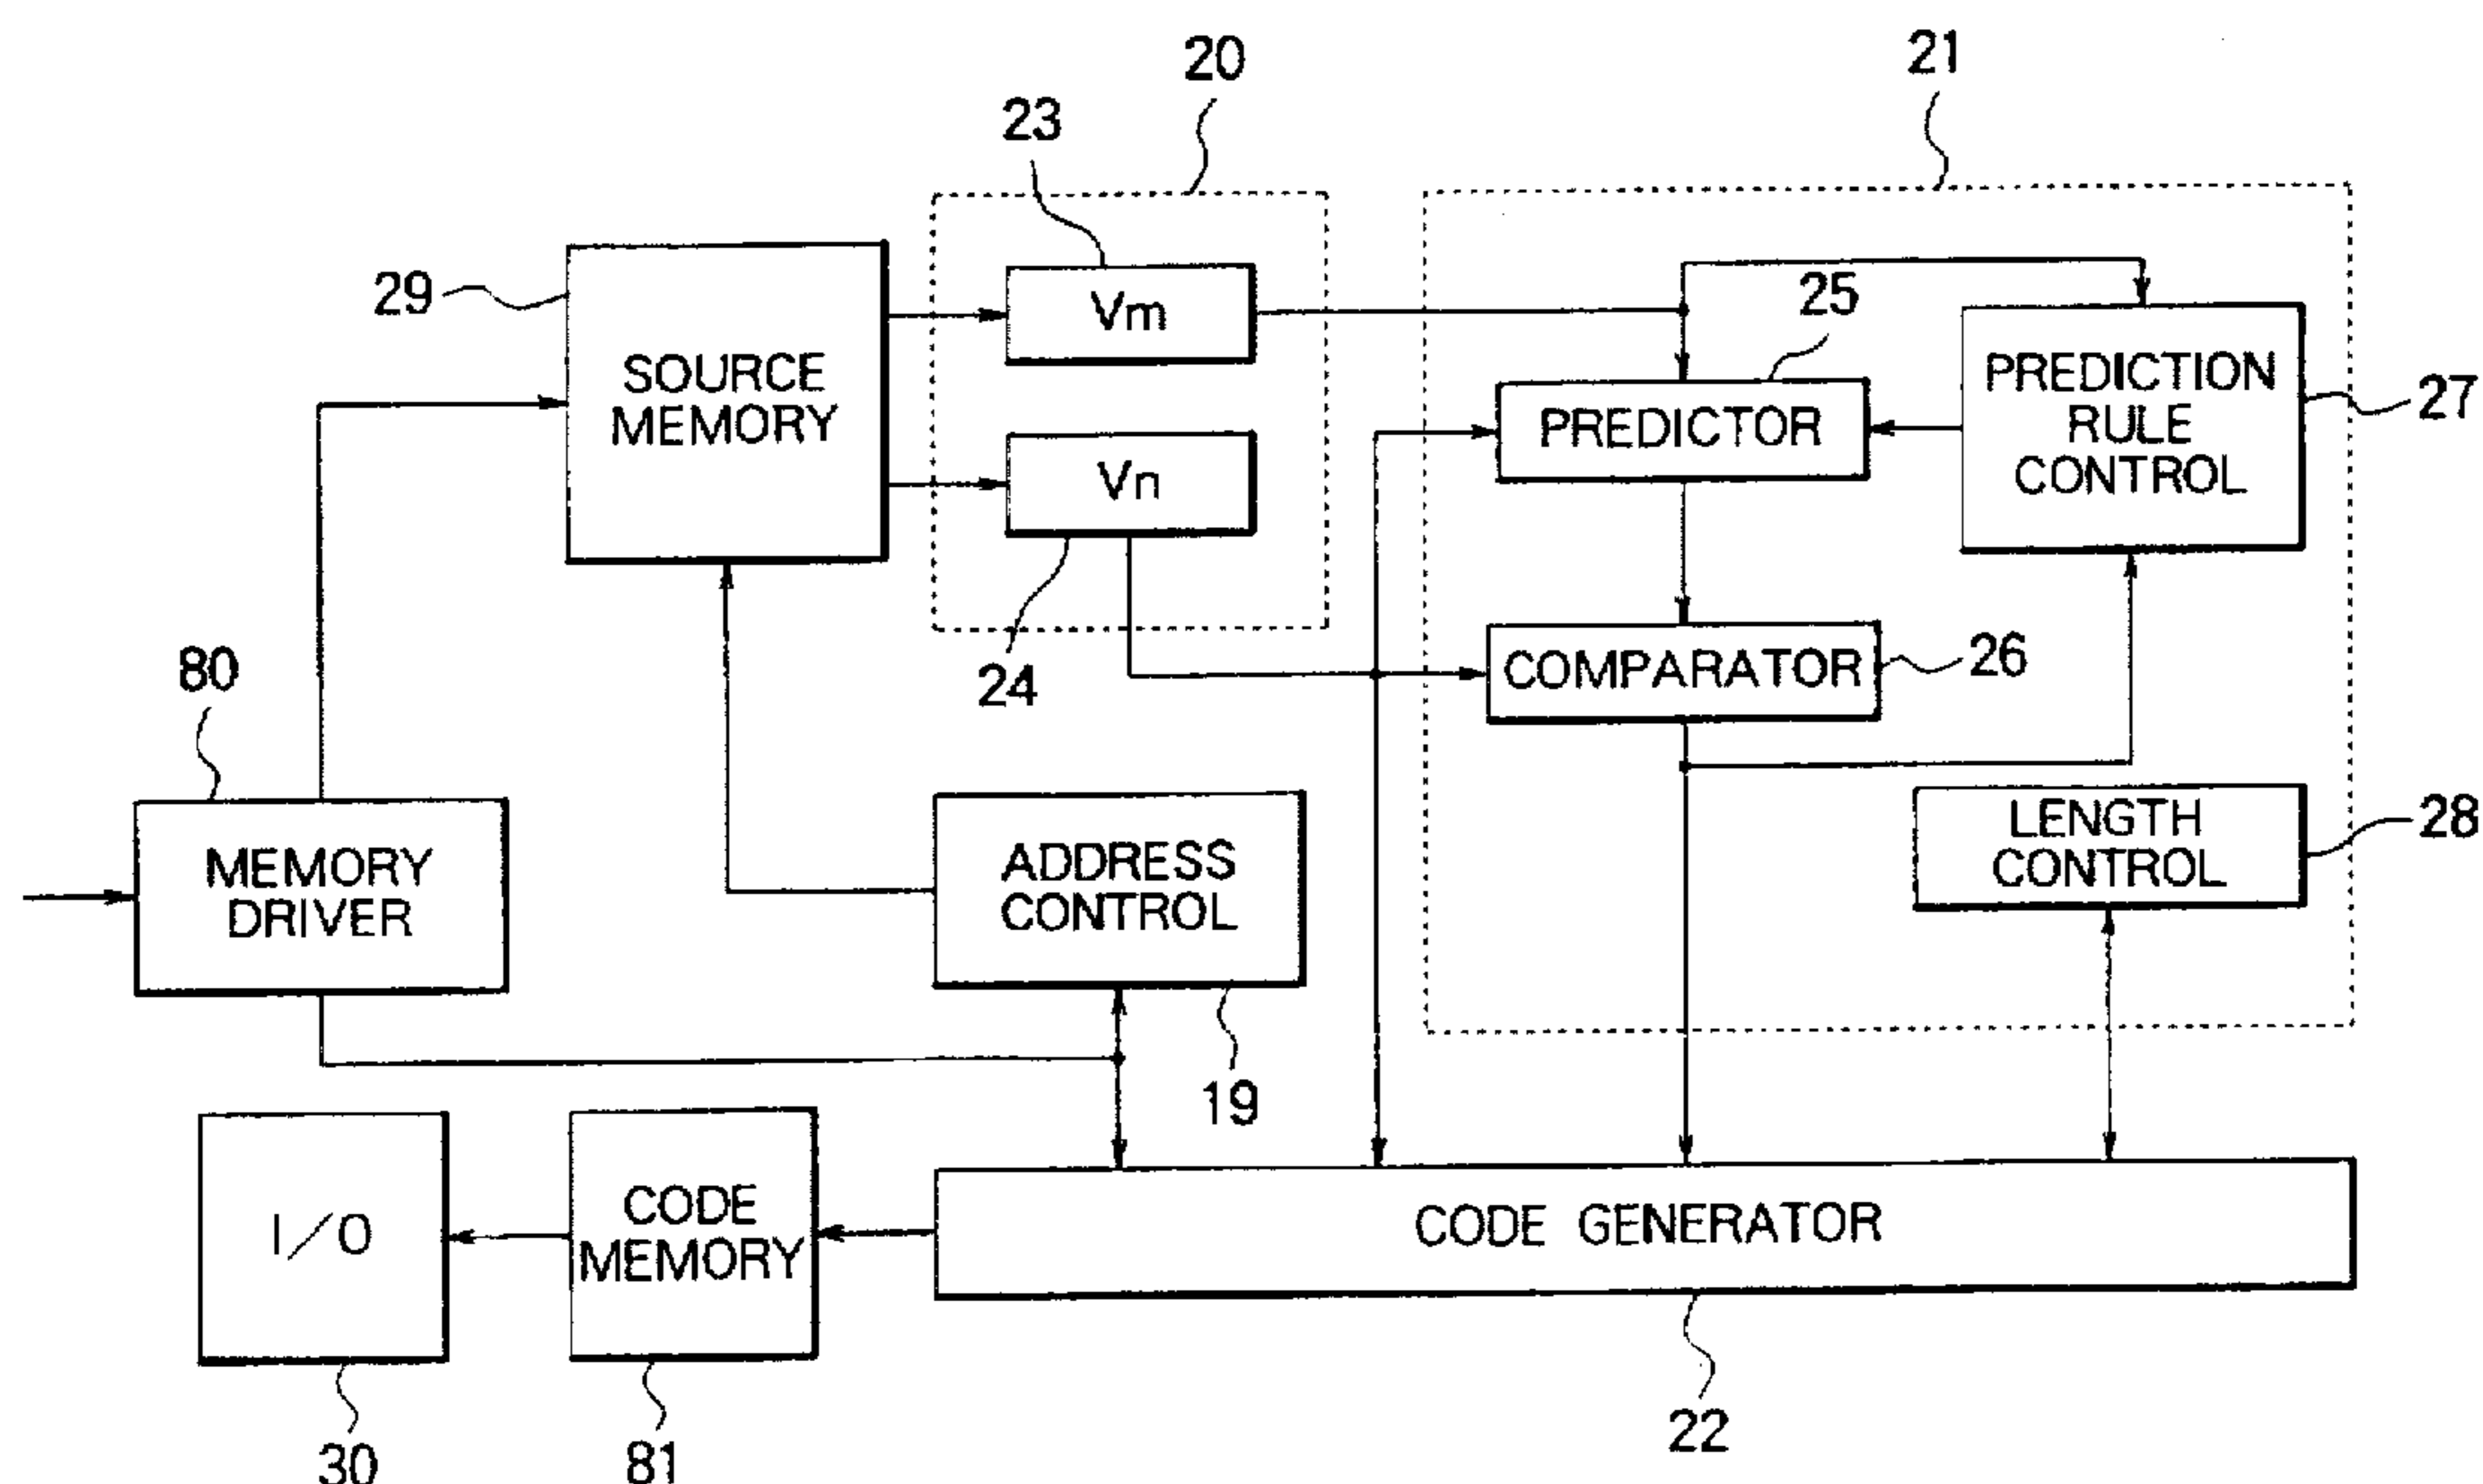 20
21
23
29
SOURCE
MEMORY
Vm
25
PREDICTION
RULE
CONTROL
27
PREDICTOR
Vn
24
COMPARATOR
26
80
MEMORY
DRIVER
ADDRESS
CONTROL
LENGTH
CONTROL
28
19
I/O
CODE
MEMORY
CODE GENERATOR
30
81
22